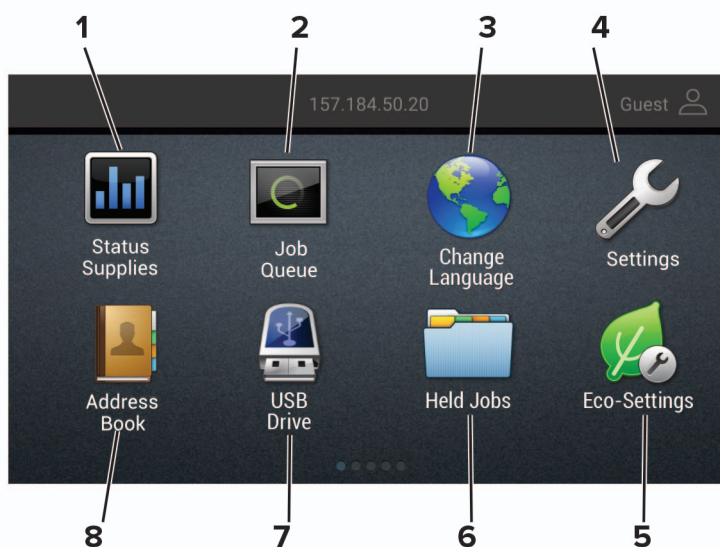 1 2 3 4
157.184.50.20 Guest
Status
Supplies
Job
Queue
Change
Language
Settings
Address
Book
USB
Drive
Held Jobs
Eco-Settings
8 7 6 5